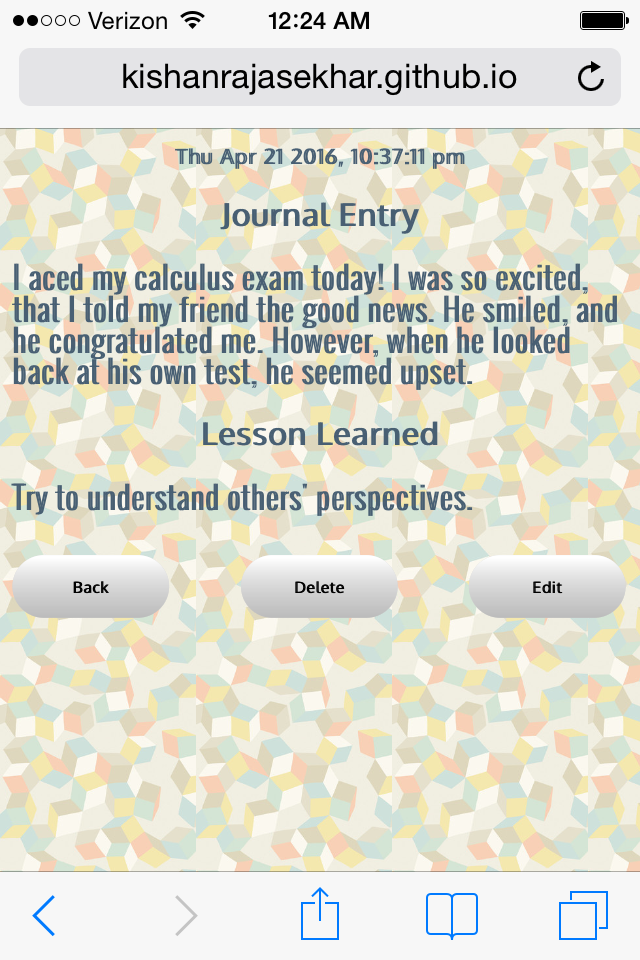 Verizon 12:24 AM
kishanrajasekhar.github.io
Thu Apr 21 2016, 10:37:11 pm
Journal Entry
I aced my calculus exam today! I was so excited,
that I told my friend the good news. He smiled, and
he congratulated me. However, when he looked
back at his own test, he seemed upset.
Lesson Learned
Try to understand others' perspectives.
Back Delete Edit